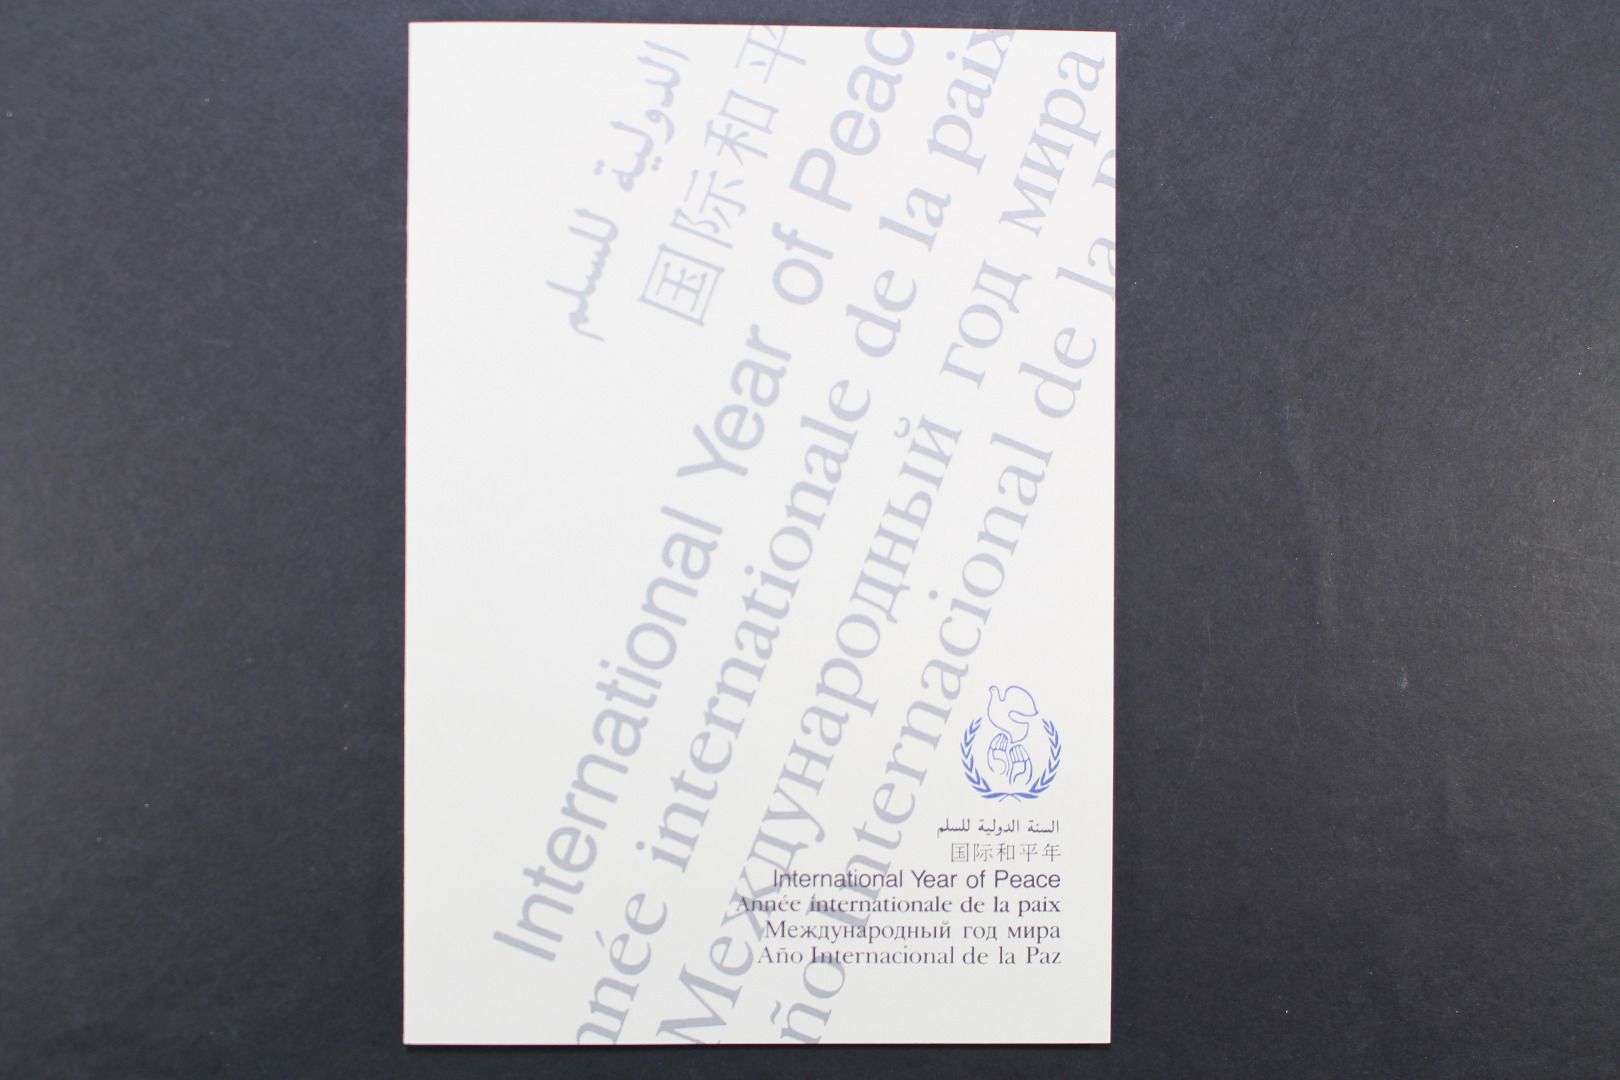 الدولية للسلم
国际和平
International Year of Peac
nnée internationale de la paix
Международный год мира
ño Internacional de la P
السنة الدولية للسلم
国际和平年
International Year of Peace
Année internationale de la paix
Международный год мира
Año Internacional de la Paz